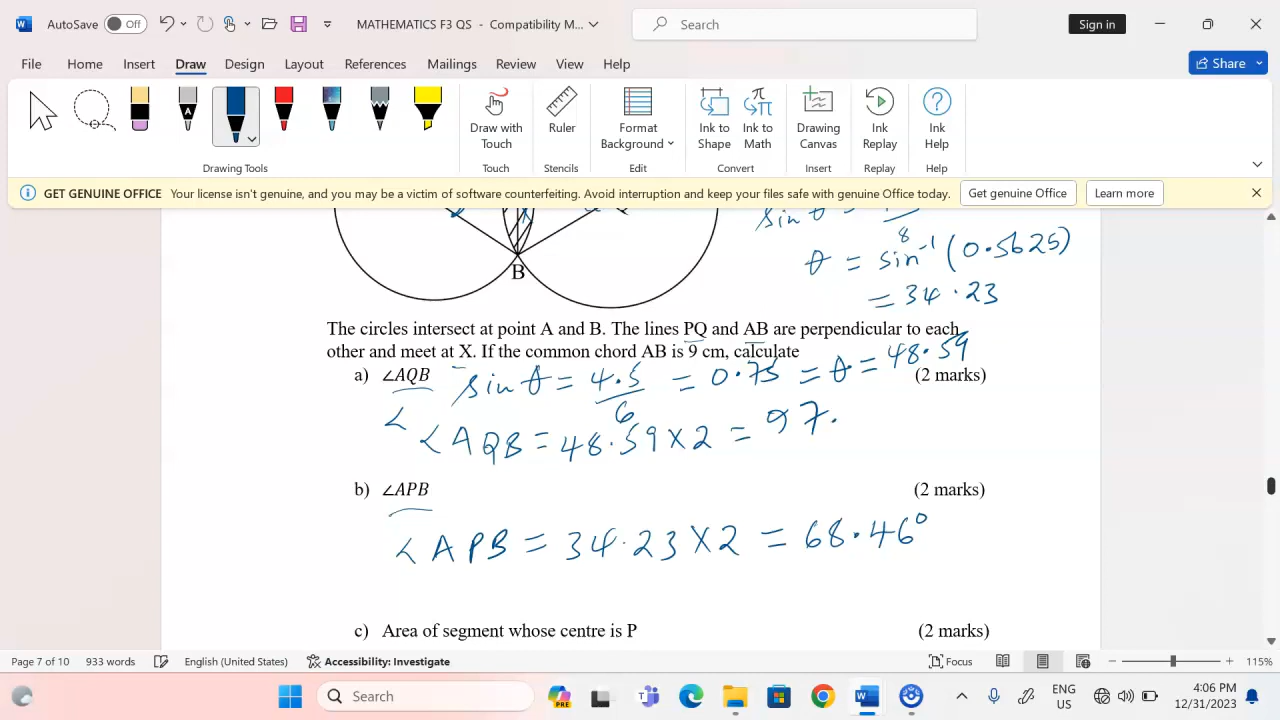 AutoSave Off MATHEMATICS F3 QS - Compatibility M... Search Sign in
File Home Insert Draw Design Layout References Mailings Review View Help Share
Draw with Touch Ruler Format Background Ink to Shape Ink to Math Drawing Canvas Ink Replay Ink Help
Drawing Tools Touch Stencils Edit Convert Insert Replay Help
GET GENUINE OFFICE Your license isn't genuine, and you may be a victim of software counterfeiting. Avoid interruption and keep your files safe with genuine Office today. Get genuine Office Learn more
sin θ =
8
θ = sin⁻¹ (0.5625)
= 34.23
B
The circles intersect at point A and B. The lines PQ and AB are perpendicular to each
other and meet at X. If the common chord AB is 9 cm, calculate
a) ∠AQB (2 marks)
sin θ = 4.5/6 = 0.75 = θ = 48.59
∠
∠AQB = 48.59 × 2 = 97.
b) ∠APB (2 marks)
∠APB = 34.23 × 2 = 68.46°
c) Area of segment whose centre is P (2 marks)
Page 7 of 10 933 words English (United States) Accessibility: Investigate Focus 115%
Search PRE ENG US 4:06 PM 12/31/2023